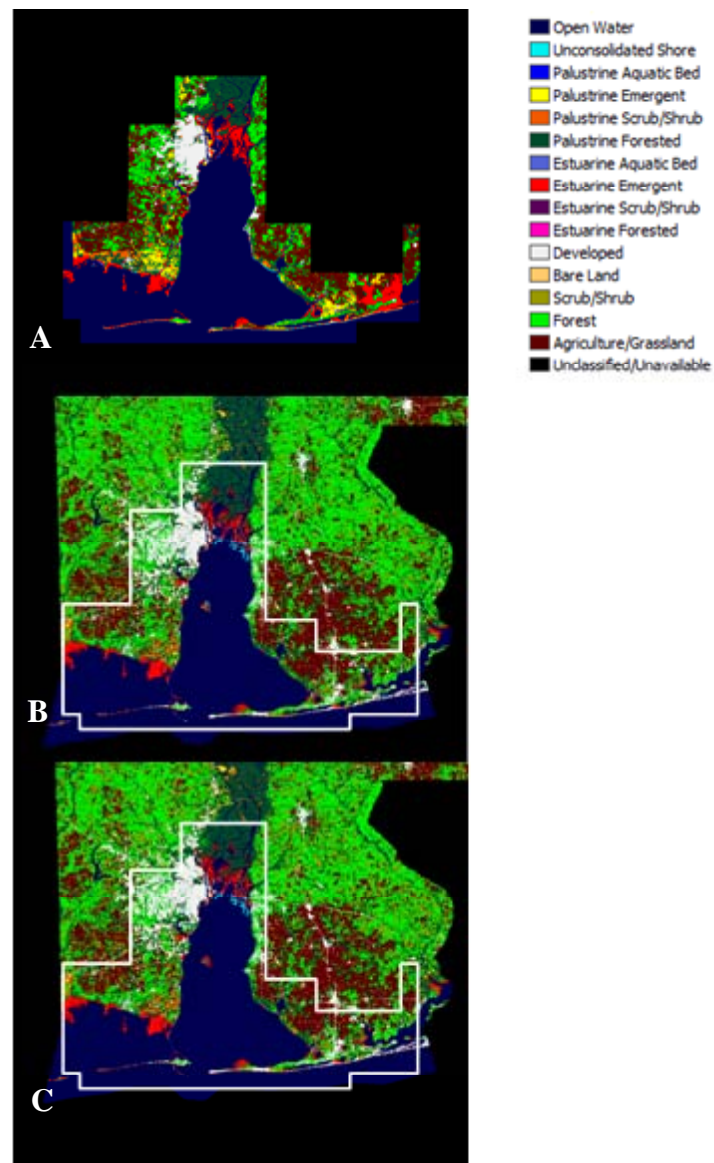 Open Water
Unconsolidated Shore
Palustrine Aquatic Bed
Palustrine Emergent
Palustrine Scrub/Shrub
Palustrine Forested
Estuarine Aquatic Bed
Estuarine Emergent
Estuarine Scrub/Shrub
Estuarine Forested
Developed
Bare Land
Scrub/Shrub
Forest
Agriculture/Grassland
Unclassified/Unavailable
A
B
C